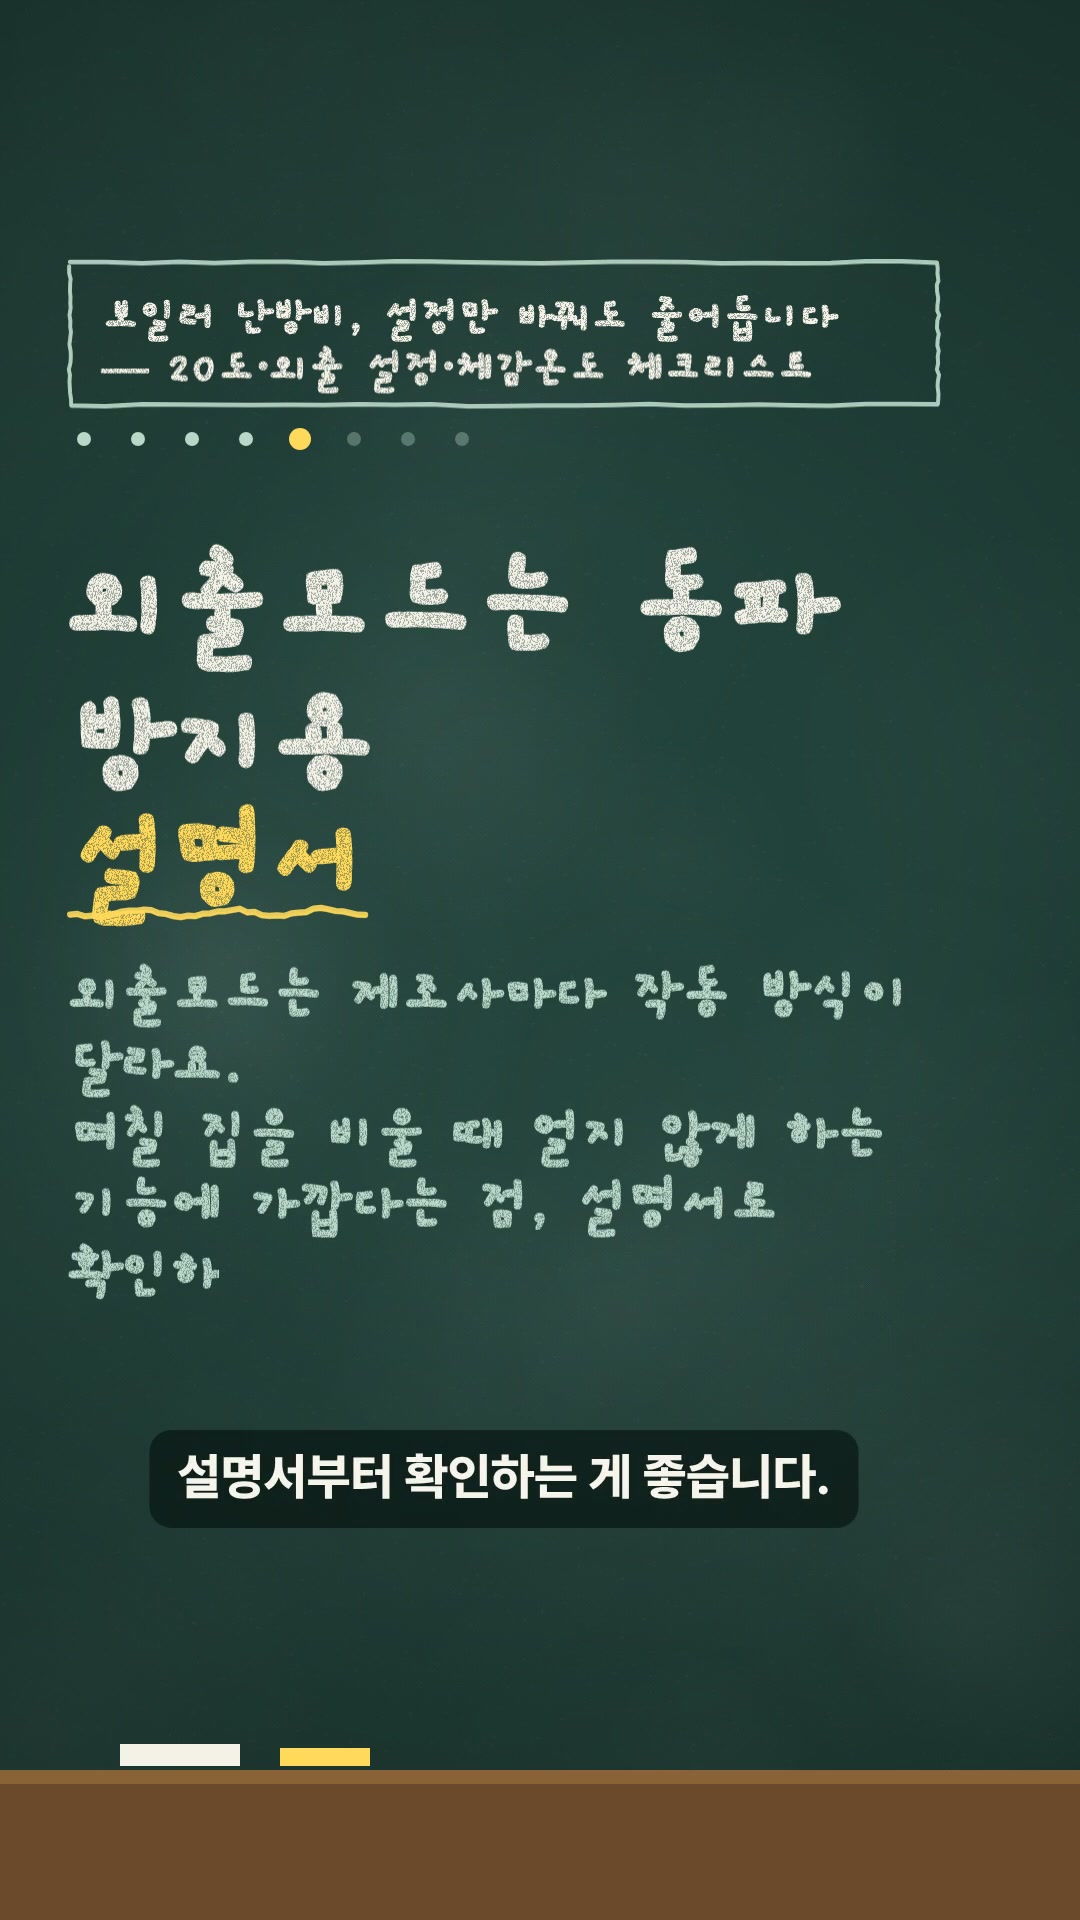 보일러 난방비, 설정만 바꿔도 줄어듭니다
— 20도·외출 설정·체감온도 체크리스트
외출모드는 동파
방지용
설명서
외출모드는 제조사마다 작동 방식이
달라요.
며칠 집을 비울 때 얼지 않게 하는
기능에 가깝다는 점, 설명서로
확인하
설명서부터 확인하는 게 좋습니다.